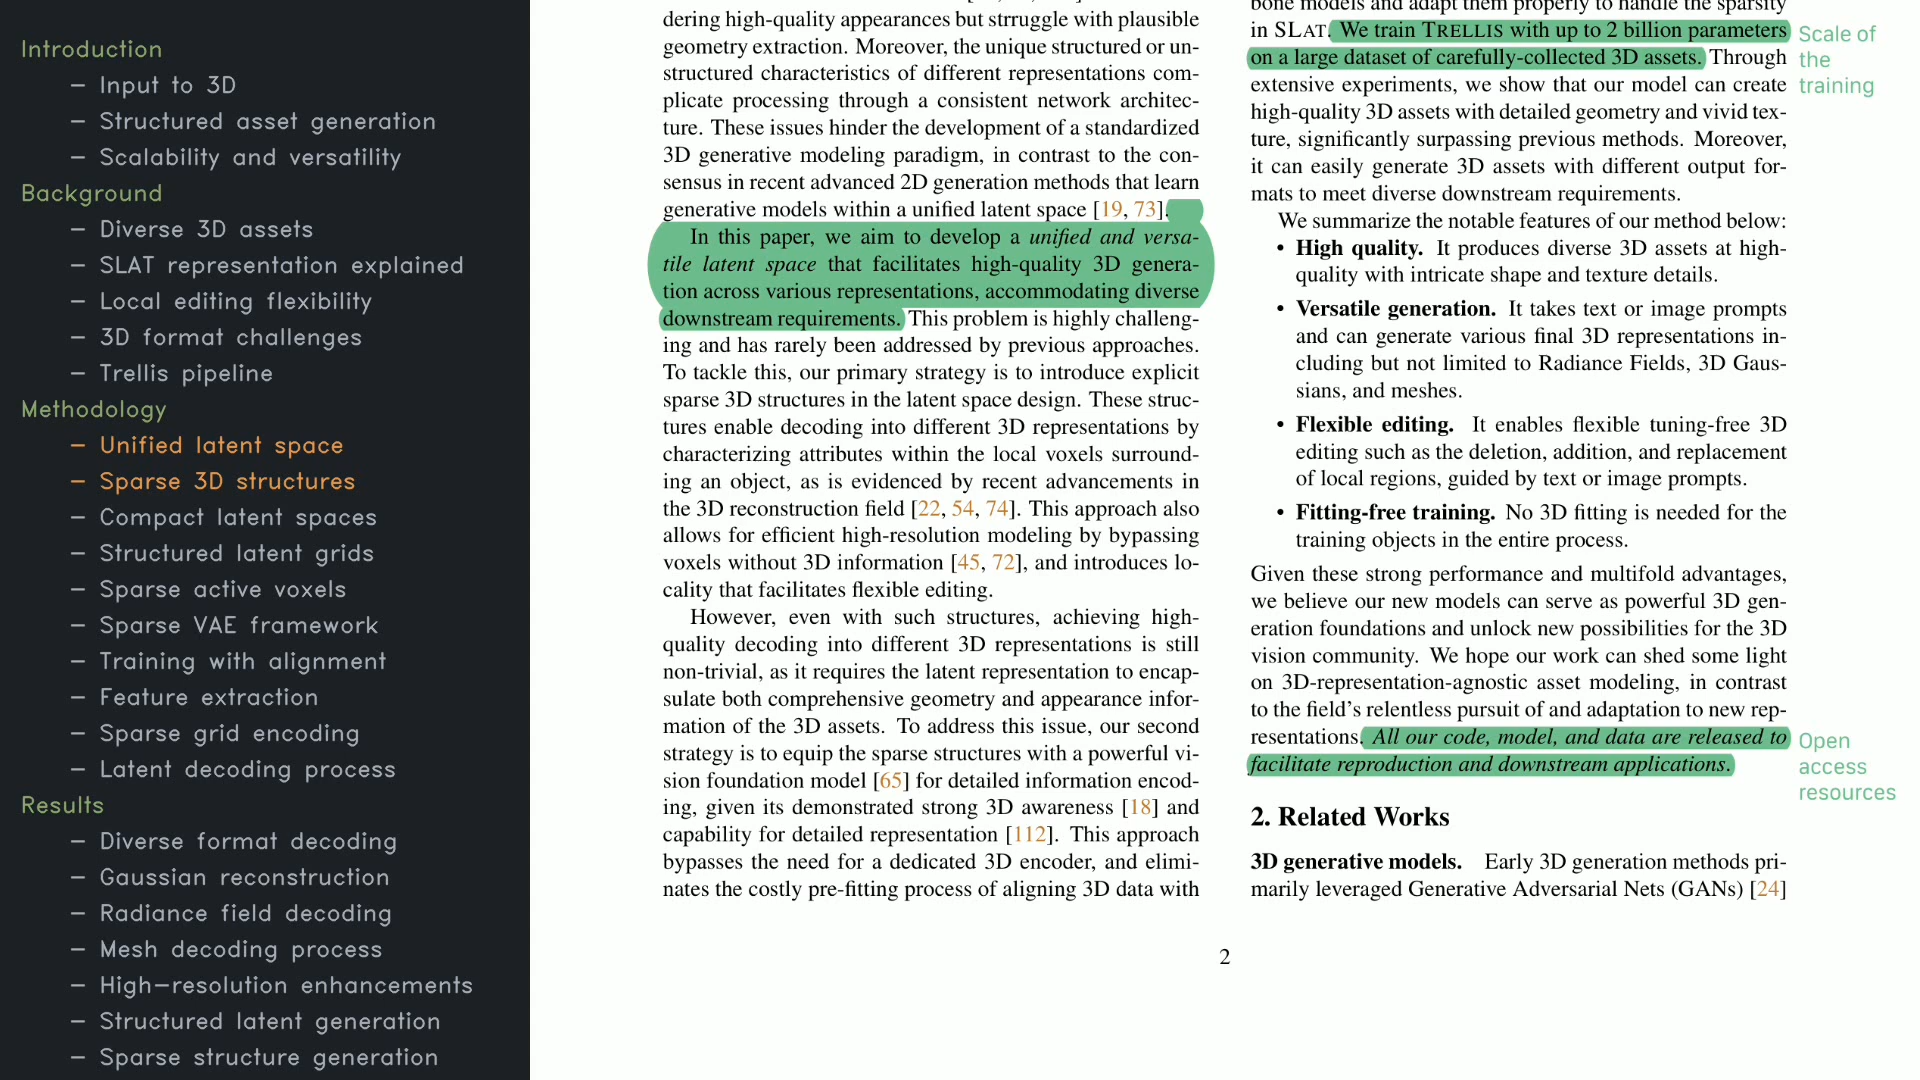 Introduction
– Input to 3D
– Structured asset generation
– Scalability and versatility
Background
– Diverse 3D assets
– SLAT representation explained
– Local editing flexibility
– 3D format challenges
– Trellis pipeline
Methodology
– Unified latent space
– Sparse 3D structures
– Compact latent spaces
– Structured latent grids
– Sparse active voxels
– Sparse VAE framework
– Training with alignment
– Feature extraction
– Sparse grid encoding
– Latent decoding process
Results
– Diverse format decoding
– Gaussian reconstruction
– Radiance field decoding
– Mesh decoding process
– High-resolution enhancements
– Structured latent generation
– Sparse structure generation
dering high-quality appearances but strruggle with plausible
geometry extraction. Moreover, the unique structured or un-
structured characteristics of different representations com-
plicate processing through a consistent network architec-
ture. These issues hinder the development of a standardized
3D generative modeling paradigm, in contrast to the con-
sensus in recent advanced 2D generation methods that learn
generative models within a unified latent space [19, 73].
In this paper, we aim to develop a unified and versa-
tile latent space that facilitates high-quality 3D genera-
tion across various representations, accommodating diverse
downstream requirements. This problem is highly challeng-
ing and has rarely been addressed by previous approaches.
To tackle this, our primary strategy is to introduce explicit
sparse 3D structures in the latent space design. These struc-
tures enable decoding into different 3D representations by
characterizing attributes within the local voxels surround-
ing an object, as is evidenced by recent advancements in
the 3D reconstruction field [22, 54, 74]. This approach also
allows for efficient high-resolution modeling by bypassing
voxels without 3D information [45, 72], and introduces lo-
cality that facilitates flexible editing.
However, even with such structures, achieving high-
quality decoding into different 3D representations is still
non-trivial, as it requires the latent representation to encap-
sulate both comprehensive geometry and appearance infor-
mation of the 3D assets. To address this issue, our second
strategy is to equip the sparse structures with a powerful vi-
sion foundation model [65] for detailed information encod-
ing, given its demonstrated strong 3D awareness [18] and
capability for detailed representation [112]. This approach
bypasses the need for a dedicated 3D encoder, and elimi-
nates the costly pre-fitting process of aligning 3D data with
bone models and adapt them properly to handle the sparsity
in SLAT. We train TRELLIS with up to 2 billion parameters
on a large dataset of carefully-collected 3D assets. Through
extensive experiments, we show that our model can create
high-quality 3D assets with detailed geometry and vivid tex-
ture, significantly surpassing previous methods. Moreover,
it can easily generate 3D assets with different output for-
mats to meet diverse downstream requirements.
We summarize the notable features of our method below:
• High quality. It produces diverse 3D assets at high-
quality with intricate shape and texture details.
• Versatile generation. It takes text or image prompts
and can generate various final 3D representations in-
cluding but not limited to Radiance Fields, 3D Gaus-
sians, and meshes.
• Flexible editing. It enables flexible tuning-free 3D
editing such as the deletion, addition, and replacement
of local regions, guided by text or image prompts.
• Fitting-free training. No 3D fitting is needed for the
training objects in the entire process.
Given these strong performance and multifold advantages,
we believe our new models can serve as powerful 3D gen-
eration foundations and unlock new possibilities for the 3D
vision community. We hope our work can shed some light
on 3D-representation-agnostic asset modeling, in contrast
to the field's relentless pursuit of and adaptation to new rep-
resentations. All our code, model, and data are released to
facilitate reproduction and downstream applications.
2. Related Works
3D generative models. Early 3D generation methods pri-
marily leveraged Generative Adversarial Nets (GANs) [24]
Scale of
the
training
Open
access
resources
2